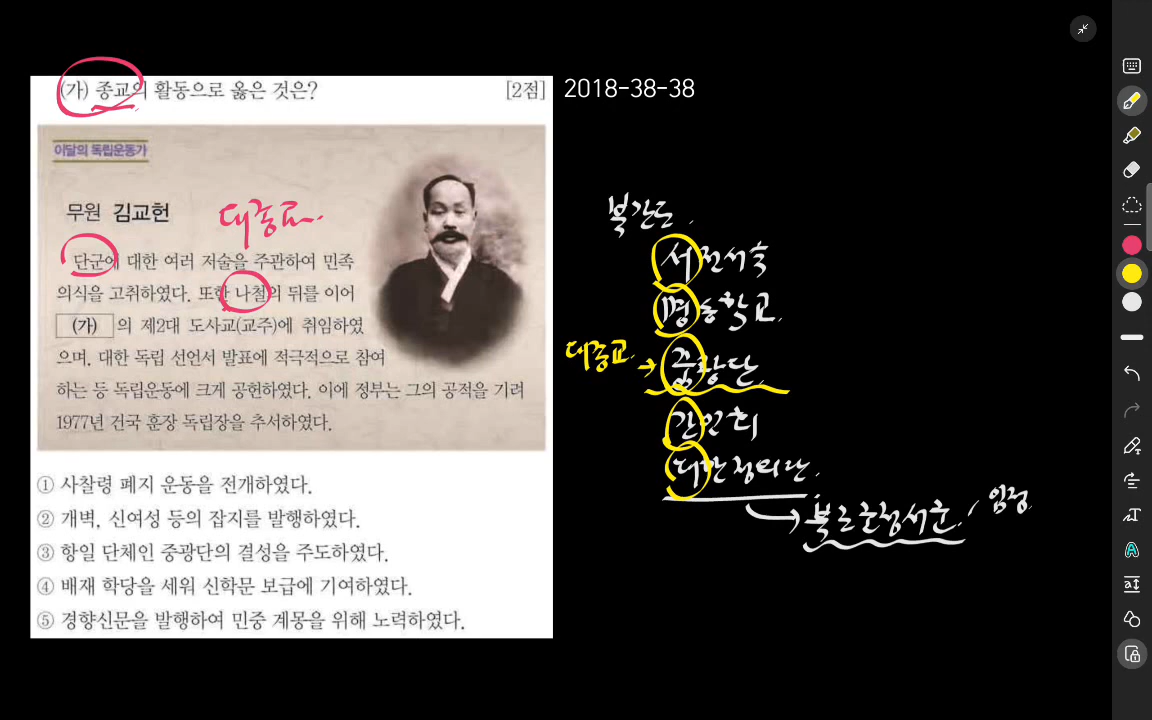 (가) 종교의 활동으로 옳은 것은? [2점]
2018-38-38
이달의 독립운동가
무원 김교헌
대종교.
단군에 대한 여러 저술을 주관하여 민족
의식을 고취하였다. 또한 나철의 뒤를 이어
(가) 의 제2대 도사교(교주)에 취임하였
으며, 대한 독립 선언서 발표에 적극적으로 참여
하는 등 독립운동에 크게 공헌하였다. 이에 정부는 그의 공적을 기려
1977년 건국 훈장 독립장을 추서하였다.
① 사찰령 폐지 운동을 전개하였다.
② 개벽, 신여성 등의 잡지를 발행하였다.
③ 항일 단체인 중광단의 결성을 주도하였다.
④ 배재 학당을 세워 신학문 보급에 기여하였다.
⑤ 경향신문을 발행하여 민중 계몽을 위해 노력하였다.
북간도.
서전서숙
명동학교.
대종교. → 중광단.
간민회
대한정의단.
북로군정서군. / 임정